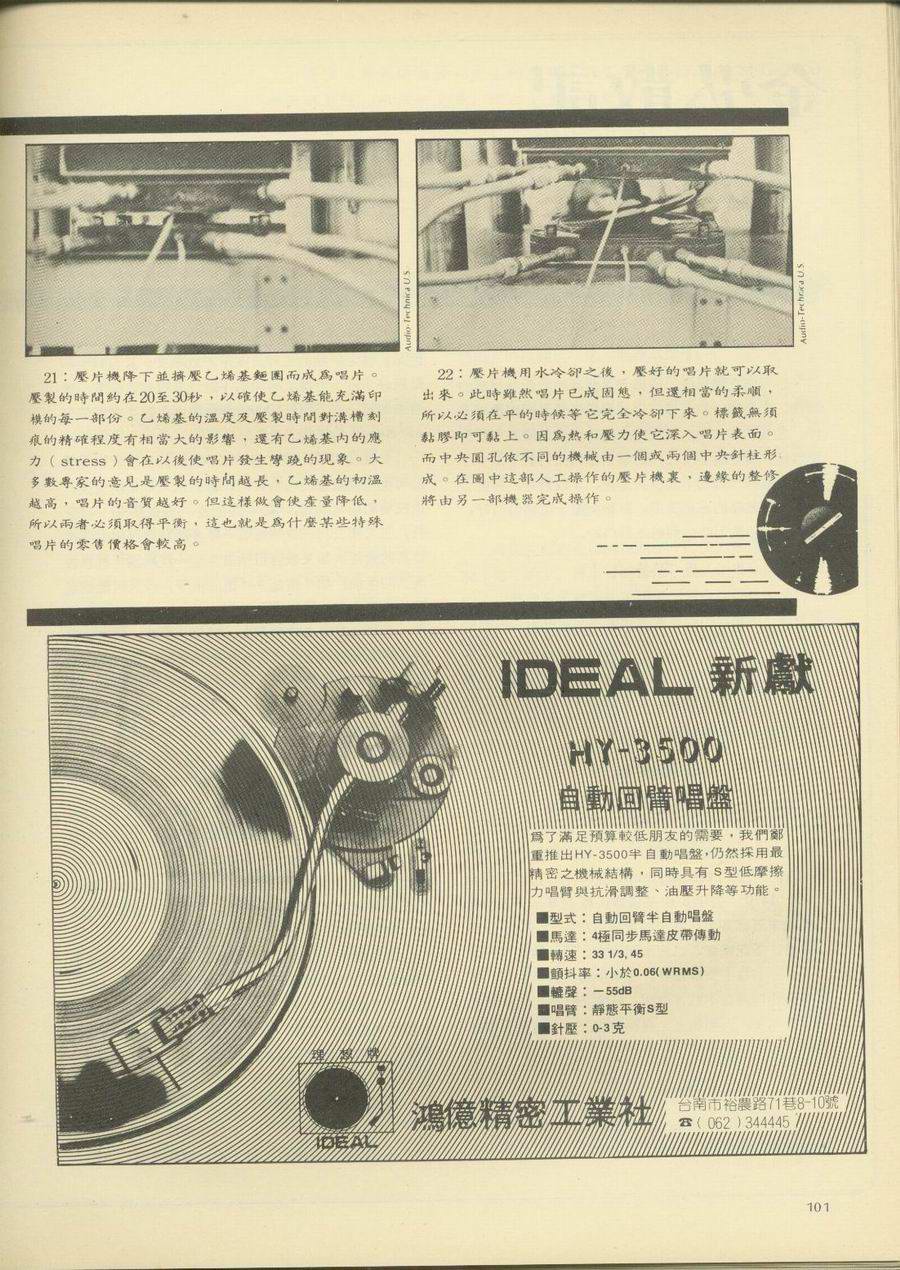 Audio-Technica U.S.
Audio-Technica U.S.
21：壓片機降下並擠壓乙烯基麵團而成爲唱片。
壓製的時間約在20至30秒，以確使乙烯基能充滿印
模的每一部份。乙烯基的溫度及壓製時間對溝槽刻
痕的精確程度有相當大的影響，還有乙烯基內的應
力（stress）會在以後使唱片發生彎蹺的現象。大
多數專家的意見是壓製的時間越長，乙烯基的初溫
越高，唱片的音質越好。但這樣做會使產量降低，
所以兩者必須取得平衡，這也就是爲什麼某些特殊
唱片的零售價格會較高。
22：壓片機用水冷卻之後，壓好的唱片就可以取
出來。此時雖然唱片已成固態，但還相當的柔順，
所以必須在平的時候等它完全冷卻下來。標籤無須
黏膠即可黏上。因爲熱和壓力使它深入唱片表面。
而中央圓孔依不同的機械由一個或兩個中央針柱形
成。在圖中這部人工操作的壓片機裏，邊緣的整修
將由另一部機器完成操作。
IDEAL 新獻
HY-3500
自動回臂唱盤
爲了滿足預算較低朋友的需要，我們鄭
重推出HY-3500半自動唱盤，仍然採用最
精密之機械結構，同時具有S型低摩擦
力唱臂與抗滑調整、油壓升降等功能。
■型式：自動回臂半自動唱盤
■馬達：4極同步馬達皮帶傳動
■轉速：33 1/3, 45
■顫抖率：小於0.06(WRMS)
■轆聲：－55dB
■唱臂：靜態平衡S型
■針壓：0-3克
理想牌
IDEAL
鴻億精密工業社
台南市裕農路71巷8-10號
☎（062）344445
101